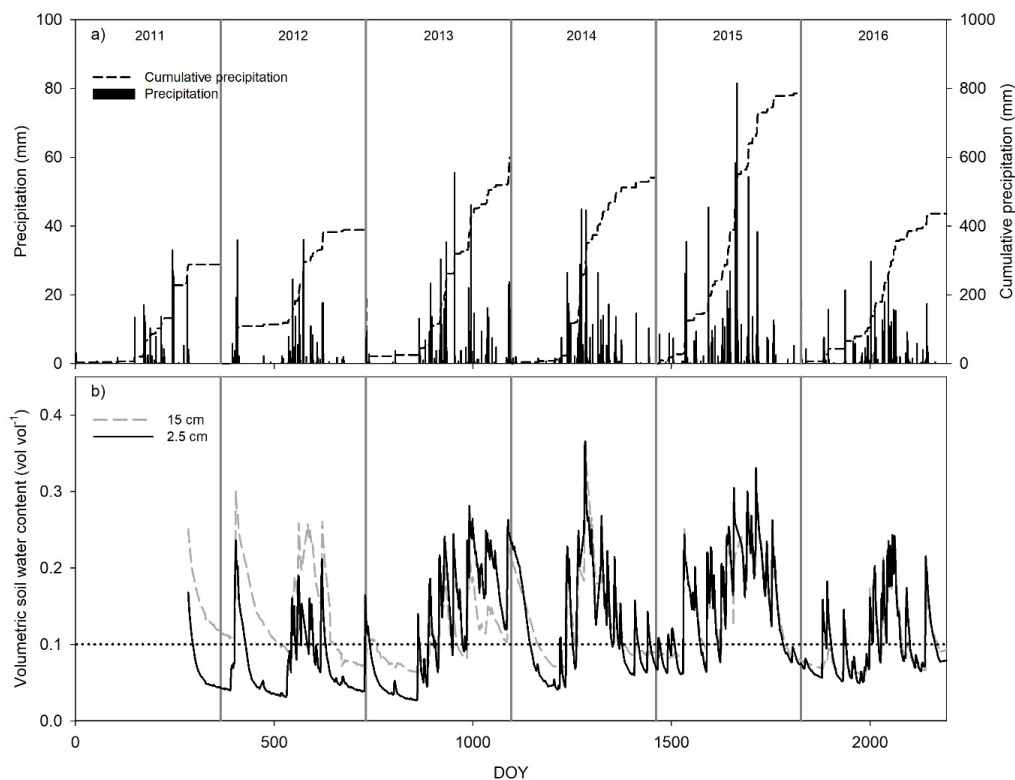 a)
2011 2012 2013 2014 2015 2016
Cumulative precipitation
Precipitation
Precipitation (mm)
100
80
60
40
20
0
Cumulative precipitation (mm)
1000
800
600
400
200
0
b)
15 cm
2.5 cm
Volumetric soil water content (vol vol⁻¹)
0.4
0.3
0.2
0.1
0.0
0 500 1000 1500 2000
DOY